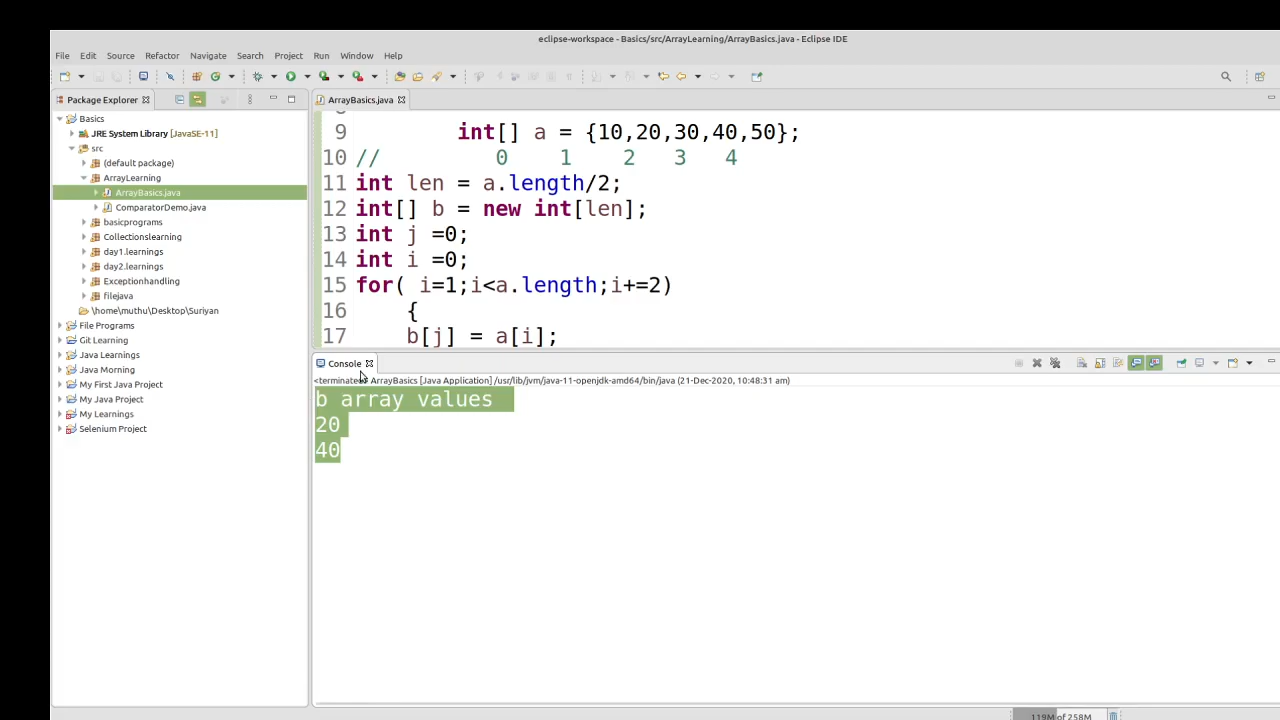 eclipse-workspace - Basics/src/ArrayLearning/ArrayBasics.java - Eclipse IDE
File Edit Source Refactor Navigate Search Project Run Window Help
Package Explorer
Basics
JRE System Library [JavaSE-11]
src
(default package)
ArrayLearning
ArrayBasics.java
ComparatorDemo.java
basicprograms
Collectionslearning
day1.learnings
day2.learnings
Exceptionhandling
filejava
\home\muthu\Desktop\Suriyan
File Programs
Git Learning
Java Learnings
Java Morning
My First Java Project
My Java Project
My Learnings
Selenium Project
ArrayBasics.java
9 int[] a = {10,20,30,40,50};
10 // 0 1 2 3 4
11 int len = a.length/2;
12 int[] b = new int[len];
13 int j =0;
14 int i =0;
15 for( i=1;i<a.length;i+=2)
16 {
17 b[j] = a[i];
Console
<terminated> ArrayBasics [Java Application] /usr/lib/jvm/java-11-openjdk-amd64/bin/java (21-Dec-2020, 10:48:31 am)
b array values
20
40
119M of 258M